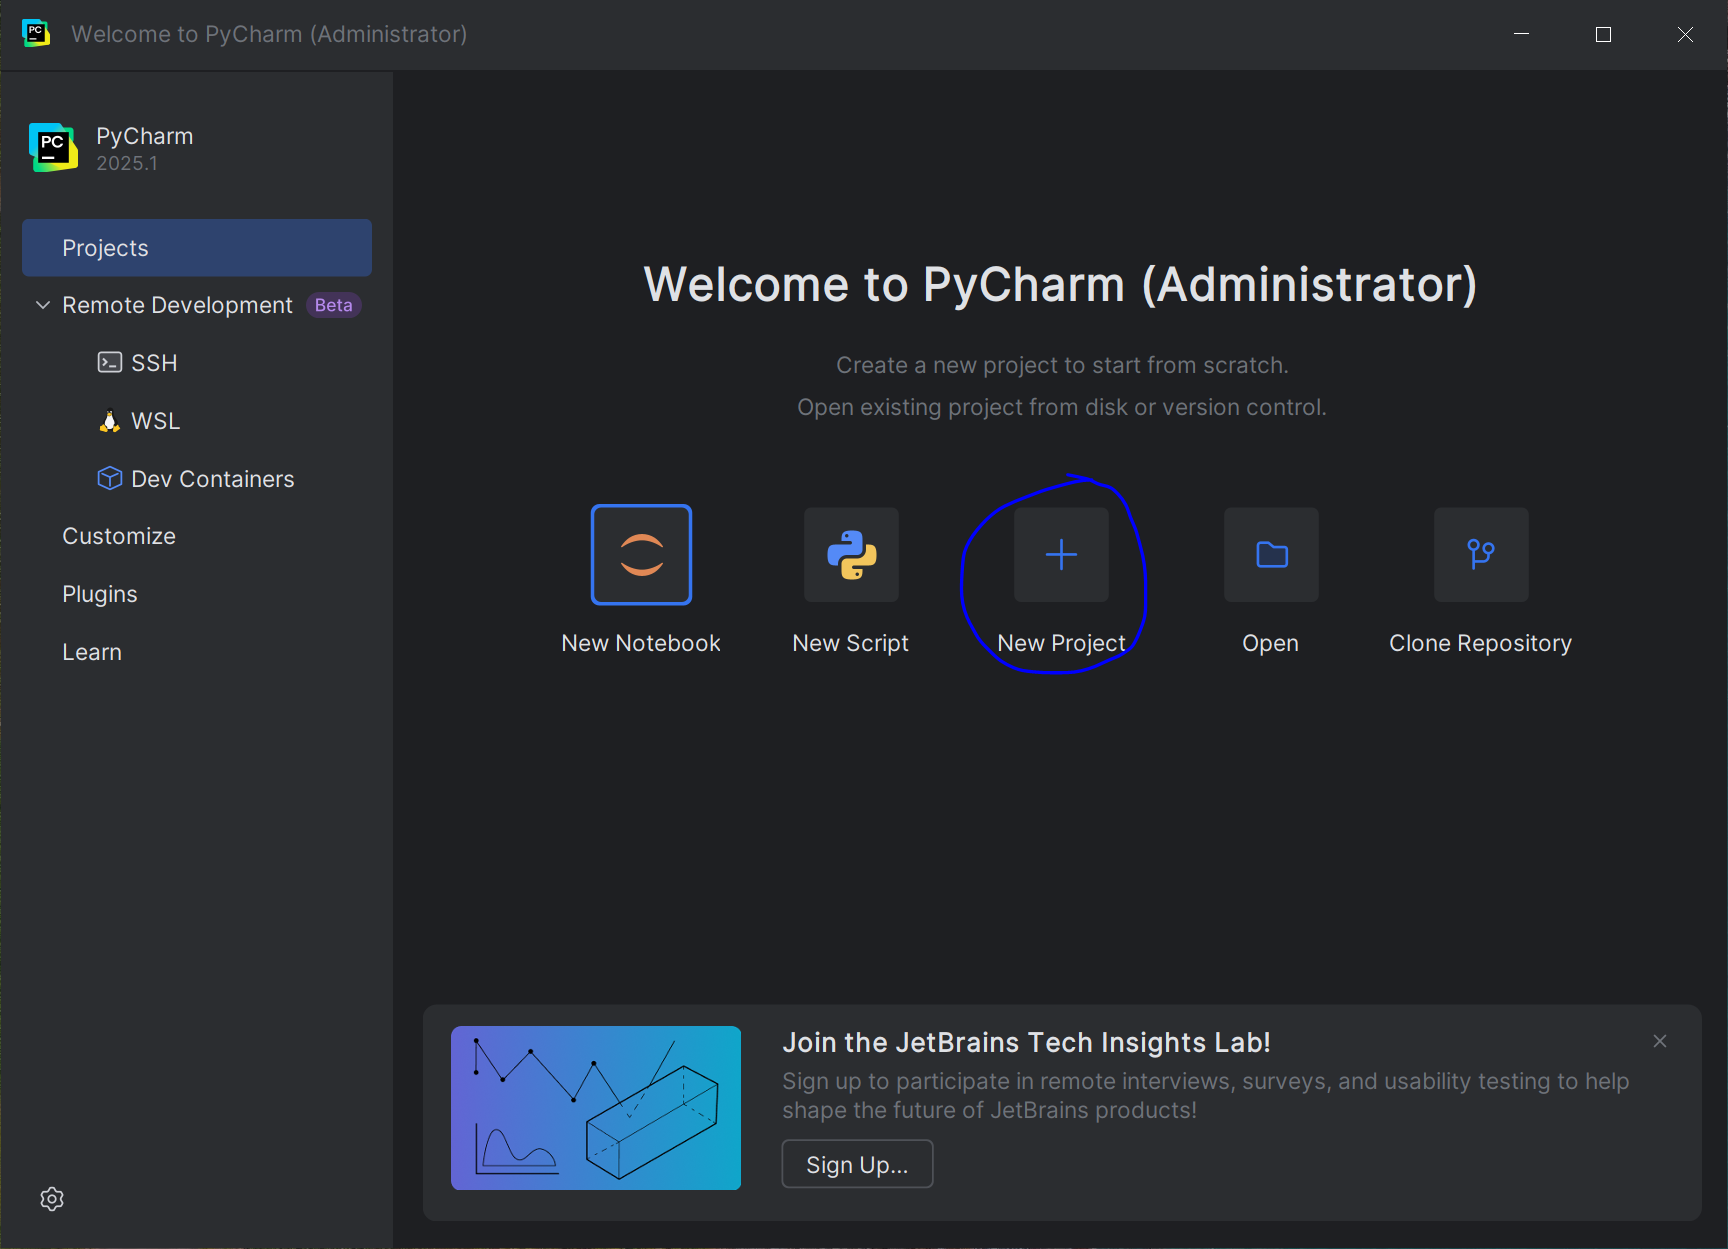 PC
Welcome to PyCharm (Administrator)
PC
PyCharm
2025.1
Projects
Remote Development Beta
SSH
WSL
Dev Containers
Customize
Plugins
Learn
Welcome to PyCharm (Administrator)
Create a new project to start from scratch.
Open existing project from disk or version control.
New Notebook
New Script
New Project
Open
Clone Repository
Join the JetBrains Tech Insights Lab!
Sign up to participate in remote interviews, surveys, and usability testing to help
shape the future of JetBrains products!
Sign Up...